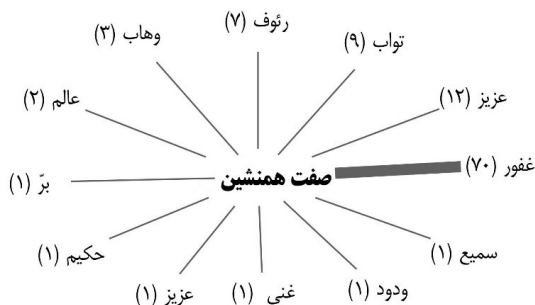 رئوف (۷)
وهاب (۳)
تواب (۹)
عالم (۲)
عزیز (۱۲)
غفور (۷۰)
صفت همنشین
برّ (۱)
حکیم (۱)
سمیع (۱)
عزیز (۱)
غنی (۱)
ودود (۱)